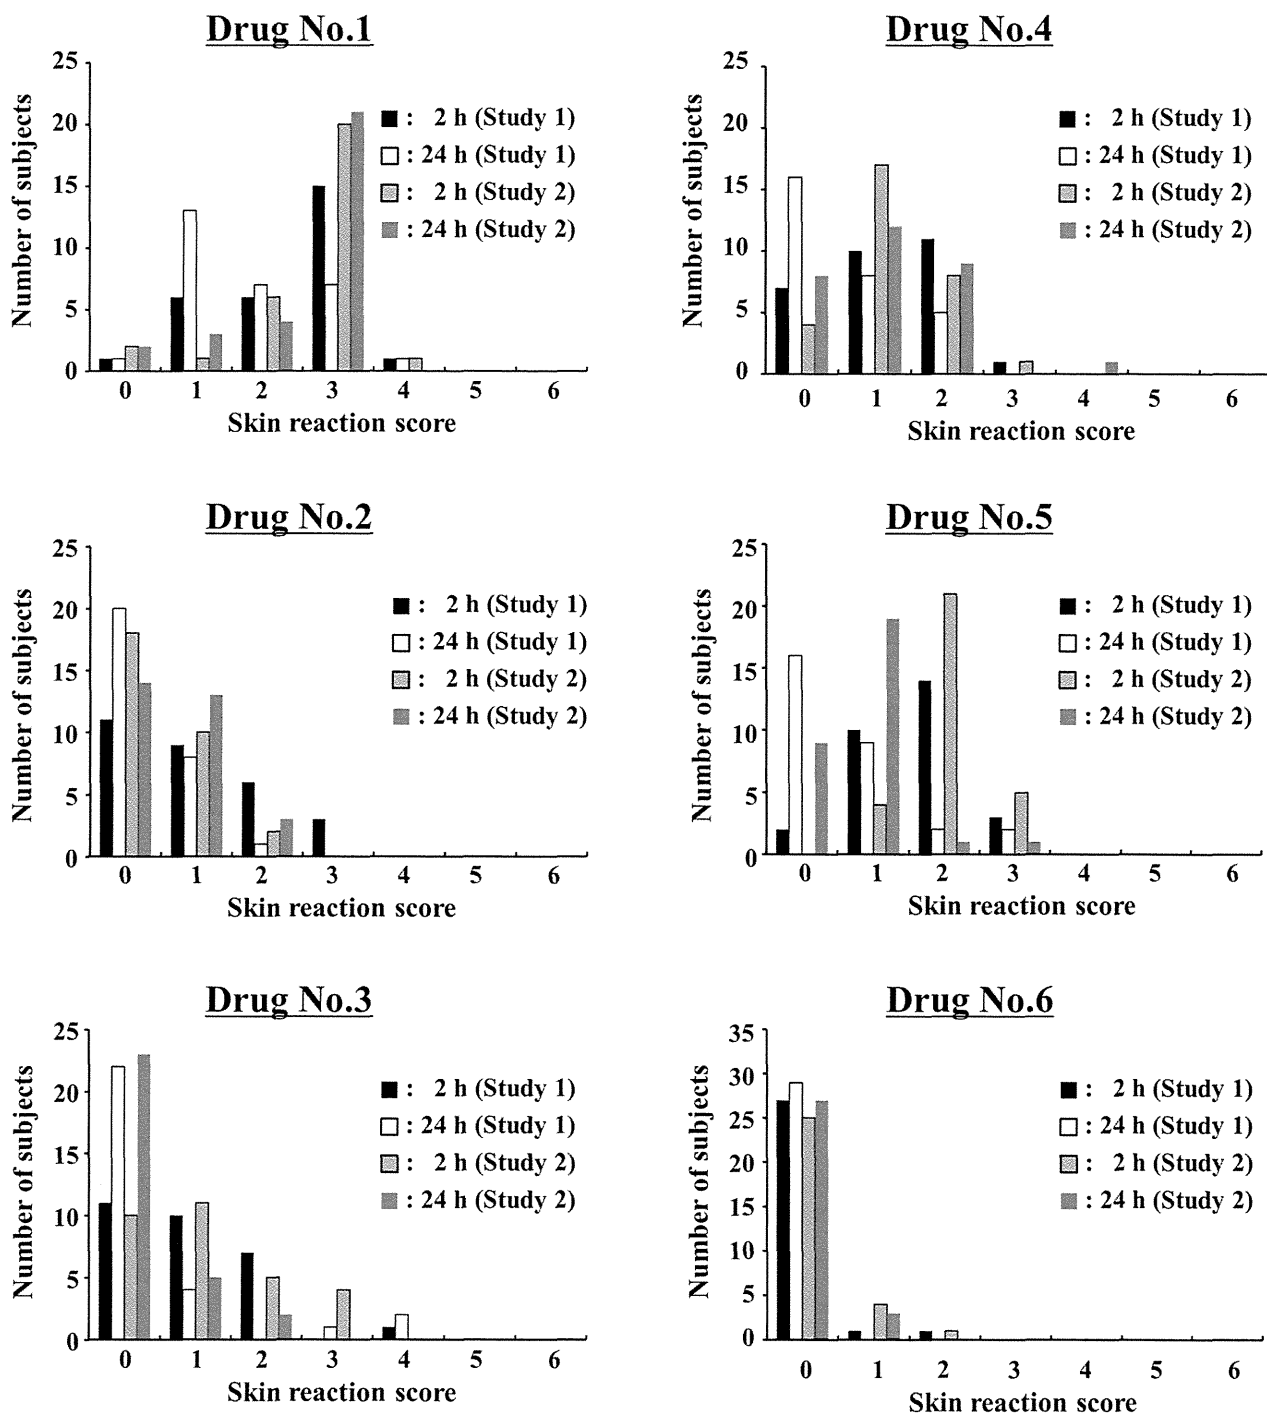 Drug No.1
25
20
15
10
5
0
Number of subjects
: 2 h (Study 1)
: 24 h (Study 1)
: 2 h (Study 2)
: 24 h (Study 2)
0 1 2 3 4 5 6
Skin reaction score
Drug No.4
25
20
15
10
5
0
Number of subjects
: 2 h (Study 1)
: 24 h (Study 1)
: 2 h (Study 2)
: 24 h (Study 2)
0 1 2 3 4 5 6
Skin reaction score
Drug No.2
25
20
15
10
5
0
Number of subjects
: 2 h (Study 1)
: 24 h (Study 1)
: 2 h (Study 2)
: 24 h (Study 2)
0 1 2 3 4 5 6
Skin reaction score
Drug No.5
25
20
15
10
5
0
Number of subjects
: 2 h (Study 1)
: 24 h (Study 1)
: 2 h (Study 2)
: 24 h (Study 2)
0 1 2 3 4 5 6
Skin reaction score
Drug No.3
25
20
15
10
5
0
Number of subjects
: 2 h (Study 1)
: 24 h (Study 1)
: 2 h (Study 2)
: 24 h (Study 2)
0 1 2 3 4 5 6
Skin reaction score
Drug No.6
35
30
25
20
15
10
5
0
Number of subjects
: 2 h (Study 1)
: 24 h (Study 1)
: 2 h (Study 2)
: 24 h (Study 2)
0 1 2 3 4 5 6
Skin reaction score